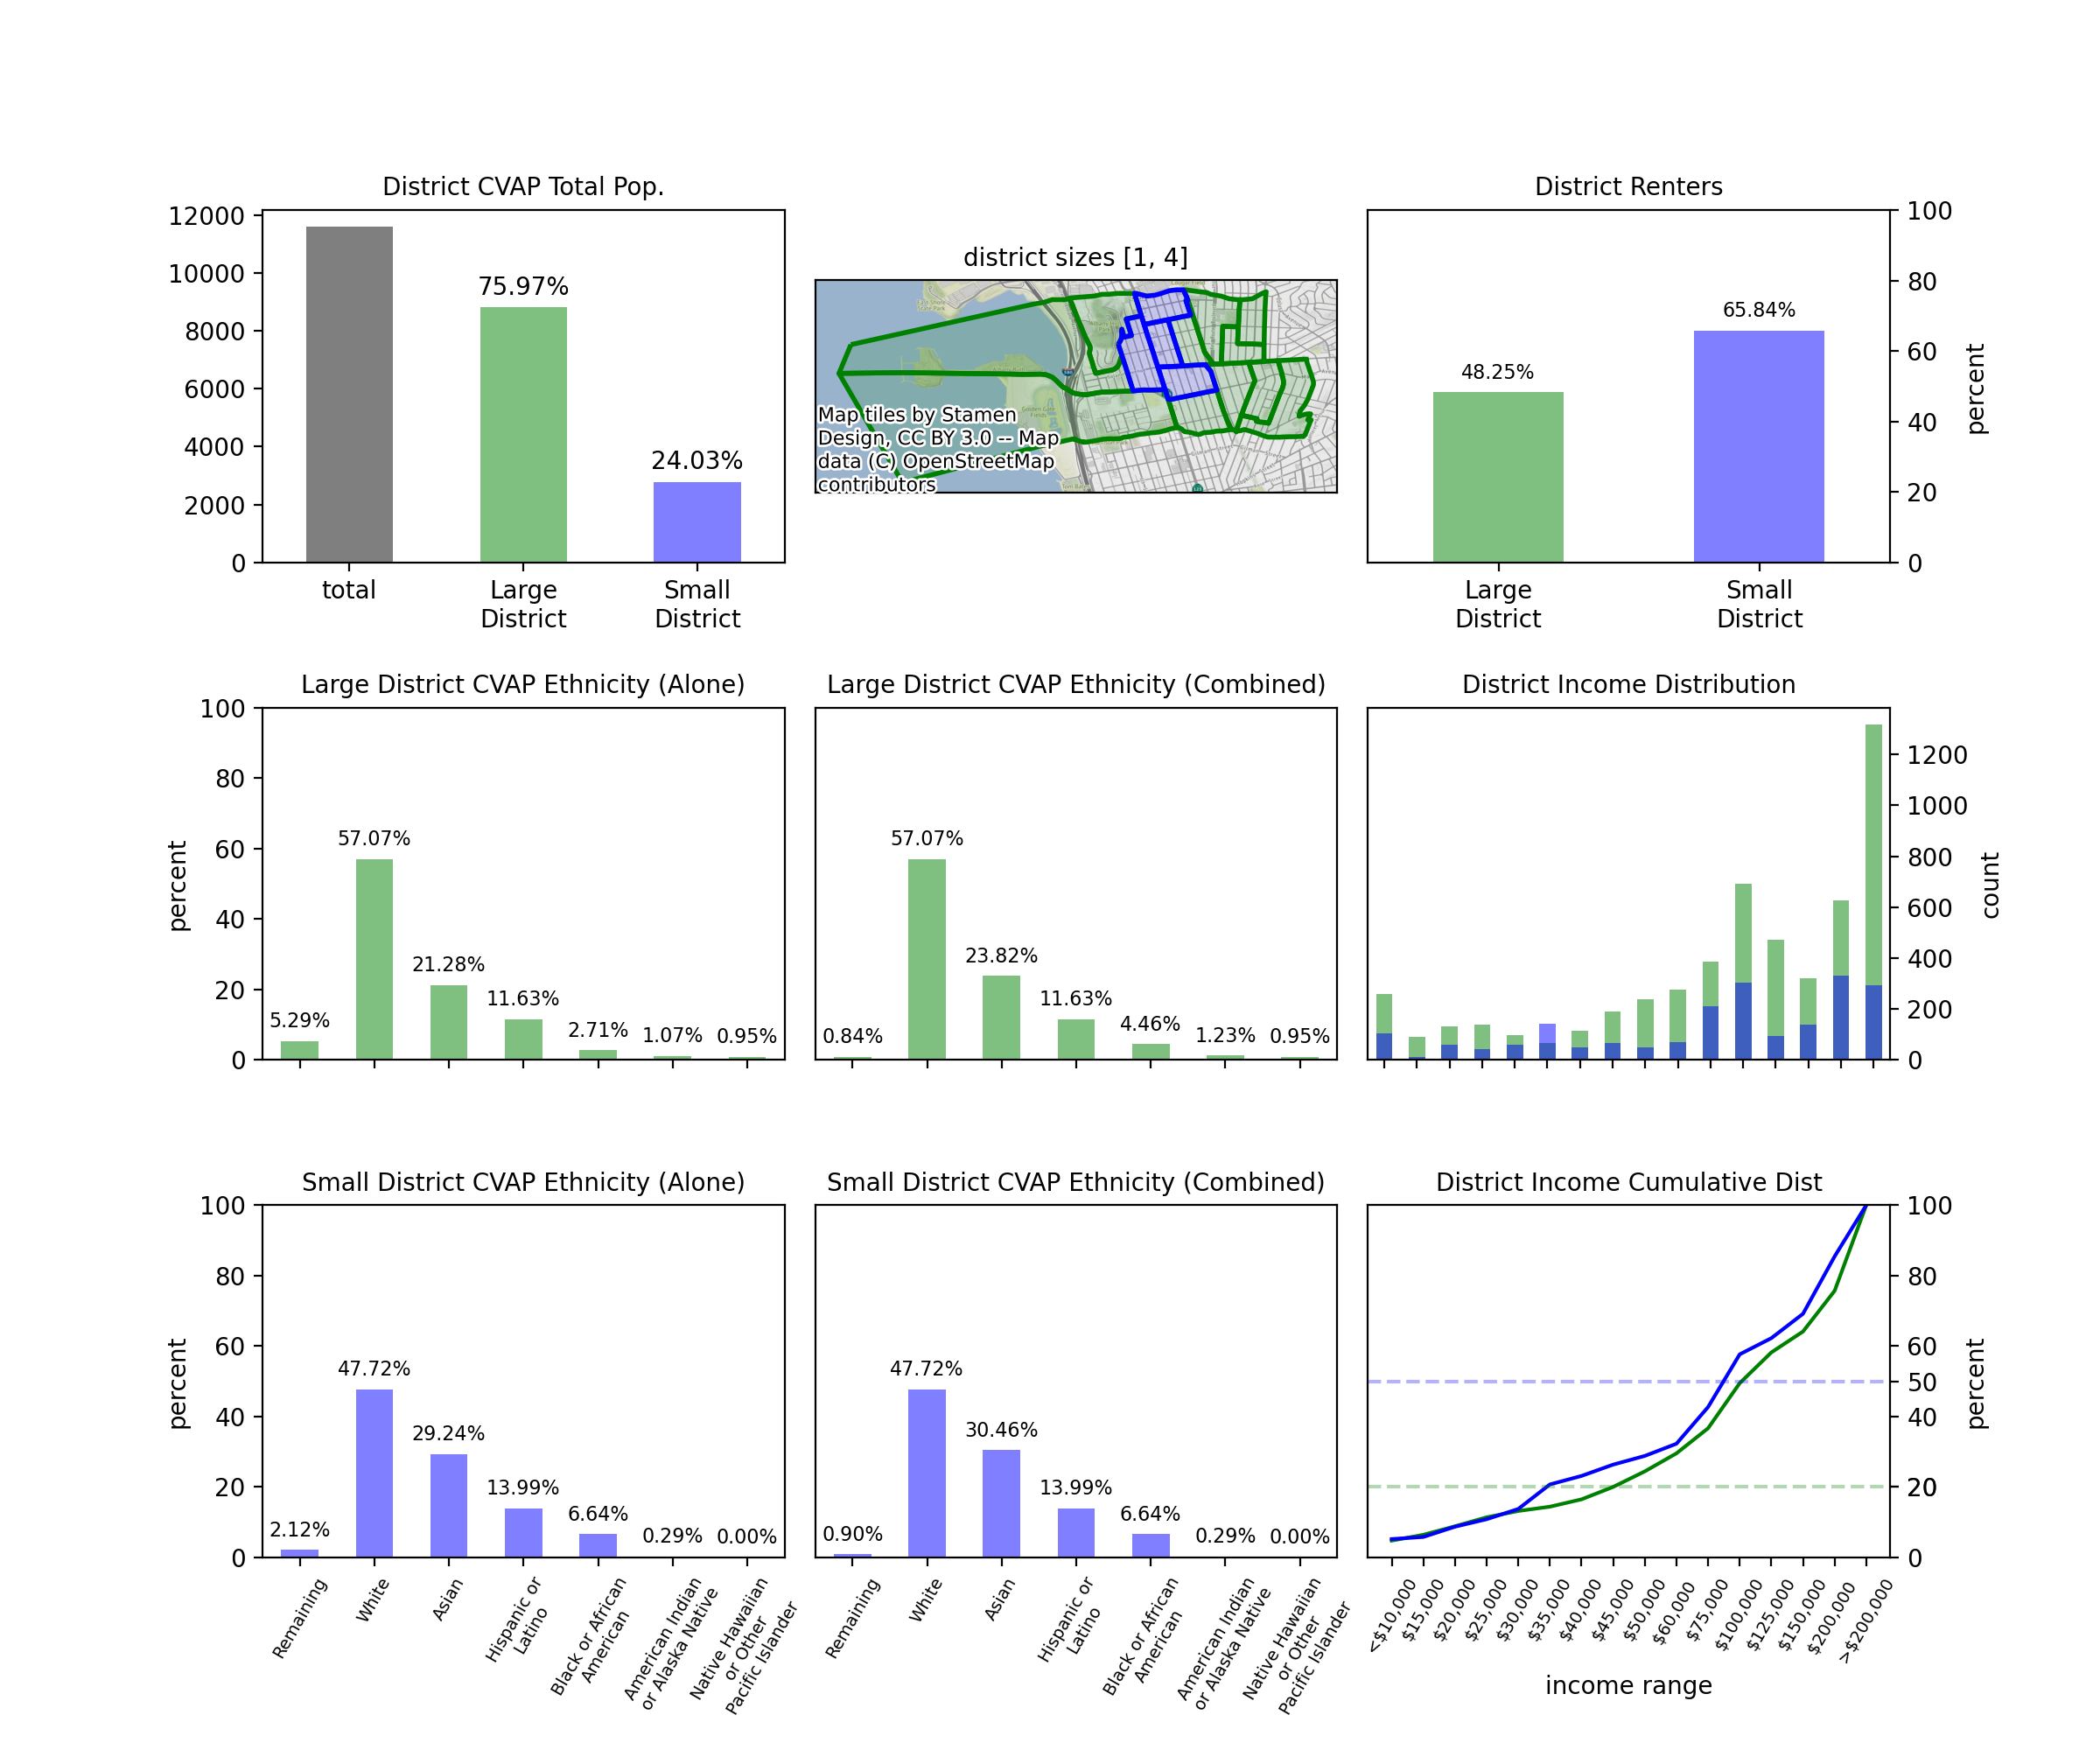 District CVAP Total Pop.
12000
10000
8000
6000
4000
2000
0
75.97%
24.03%
total
Large
District
Small
District
district sizes [1, 4]
Map tiles by Stamen
Design, CC BY 3.0 -- Map
data (C) OpenStreetMap
contributors
District Renters
48.25%
65.84%
100
80
60
40
20
0
percent
Large
District
Small
District
Large District CVAP Ethnicity (Alone)
percent
100
80
60
40
20
0
5.29%
57.07%
21.28%
11.63%
2.71%
1.07%
0.95%
Large District CVAP Ethnicity (Combined)
0.84%
57.07%
23.82%
11.63%
4.46%
1.23%
0.95%
District Income Distribution
1200
1000
800
600
400
200
0
count
Small District CVAP Ethnicity (Alone)
percent
100
80
60
40
20
0
2.12%
47.72%
29.24%
13.99%
6.64%
0.29%
0.00%
Remaining
White
Asian
Hispanic or
Latino
Black or African
American
American Indian
or Alaska Native
Native Hawaiian
or Other
Pacific Islander
Small District CVAP Ethnicity (Combined)
0.90%
47.72%
30.46%
13.99%
6.64%
0.29%
0.00%
Remaining
White
Asian
Hispanic or
Latino
Black or African
American
American Indian
or Alaska Native
Native Hawaiian
or Other
Pacific Islander
District Income Cumulative Dist
100
80
60
50
40
20
0
percent
<$10,000
$15,000
$20,000
$25,000
$30,000
$35,000
$40,000
$45,000
$50,000
$60,000
$75,000
$100,000
$125,000
$150,000
$200,000
>$200,000
income range